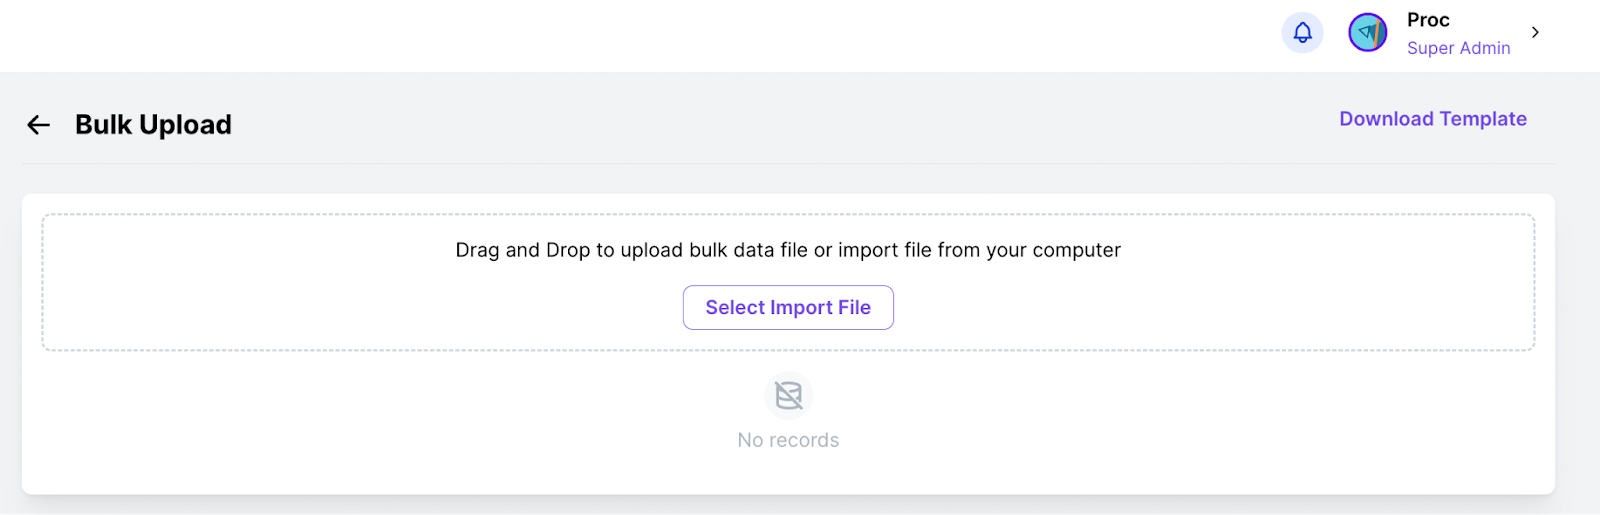 Proc
Super Admin
Bulk Upload
Download Template
Drag and Drop to upload bulk data file or import file from your computer
Select Import File
No records